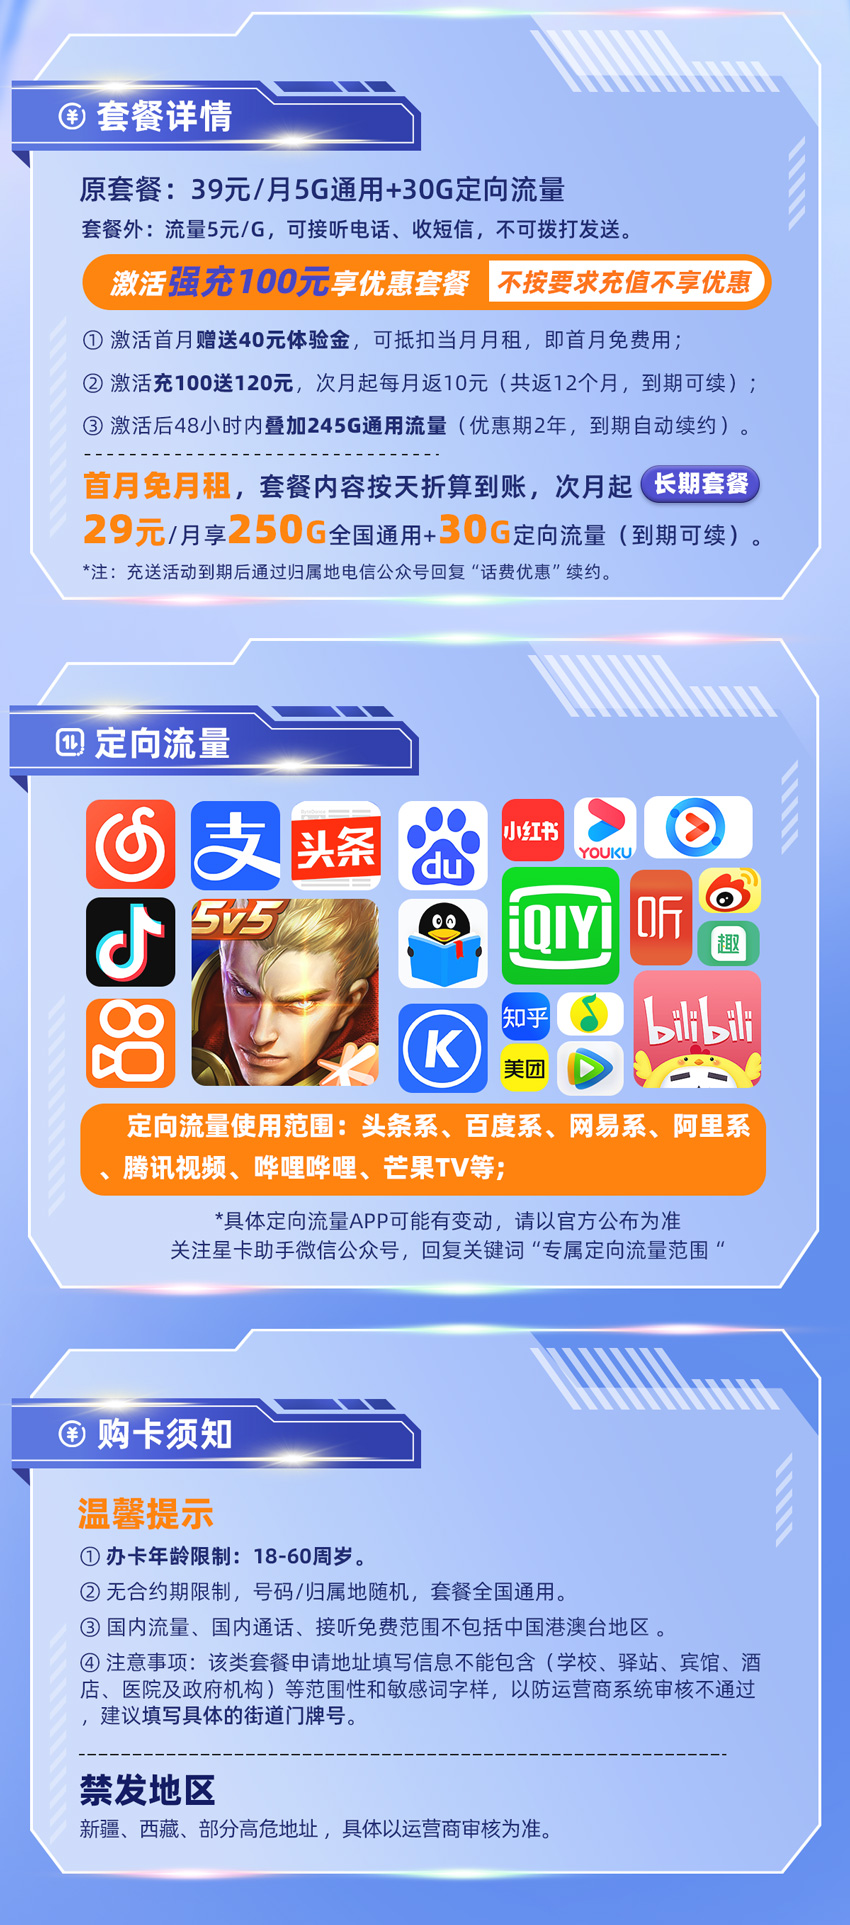 套餐详情
原套餐：39元/月5G通用+30G定向流量
套餐外：流量5元/G，可接听电话、收短信，不可拨打发送。
激活强充100元享优惠套餐 不按要求充值不享优惠
① 激活首月赠送40元体验金，可抵扣当月月租，即首月免费用；
② 激活充100送120元，次月起每月返10元（共返12个月，到期可续）；
③ 激活后48小时内叠加245G通用流量（优惠期2年，到期自动续约）。
首月免月租，套餐内容按天折算到账，次月起 长期套餐
29元/月享250G全国通用+30G定向流量（到期可续）。
*注：充送活动到期后通过归属地电信公众号回复“话费优惠”续约。
定向流量
支 头条 du 小红书 YOUKU
5v5 iQIYI 听 趣
K 知乎 bilibili
美团
定向流量使用范围：头条系、百度系、网易系、阿里系
、腾讯视频、哔哩哔哩、芒果TV等；
*具体定向流量APP可能有变动，请以官方公布为准
关注星卡助手微信公众号，回复关键词“专属定向流量范围“
购卡须知
温馨提示
① 办卡年龄限制：18-60周岁。
② 无合约期限制，号码/归属地随机，套餐全国通用。
③ 国内流量、国内通话、接听免费范围不包括中国港澳台地区 。
④ 注意事项：该类套餐申请地址填写信息不能包含（学校、驿站、宾馆、酒
店、医院及政府机构）等范围性和敏感词字样，以防运营商系统审核不通过
，建议填写具体的街道门牌号。
禁发地区
新疆、西藏、部分高危地址 ，具体以运营商审核为准。